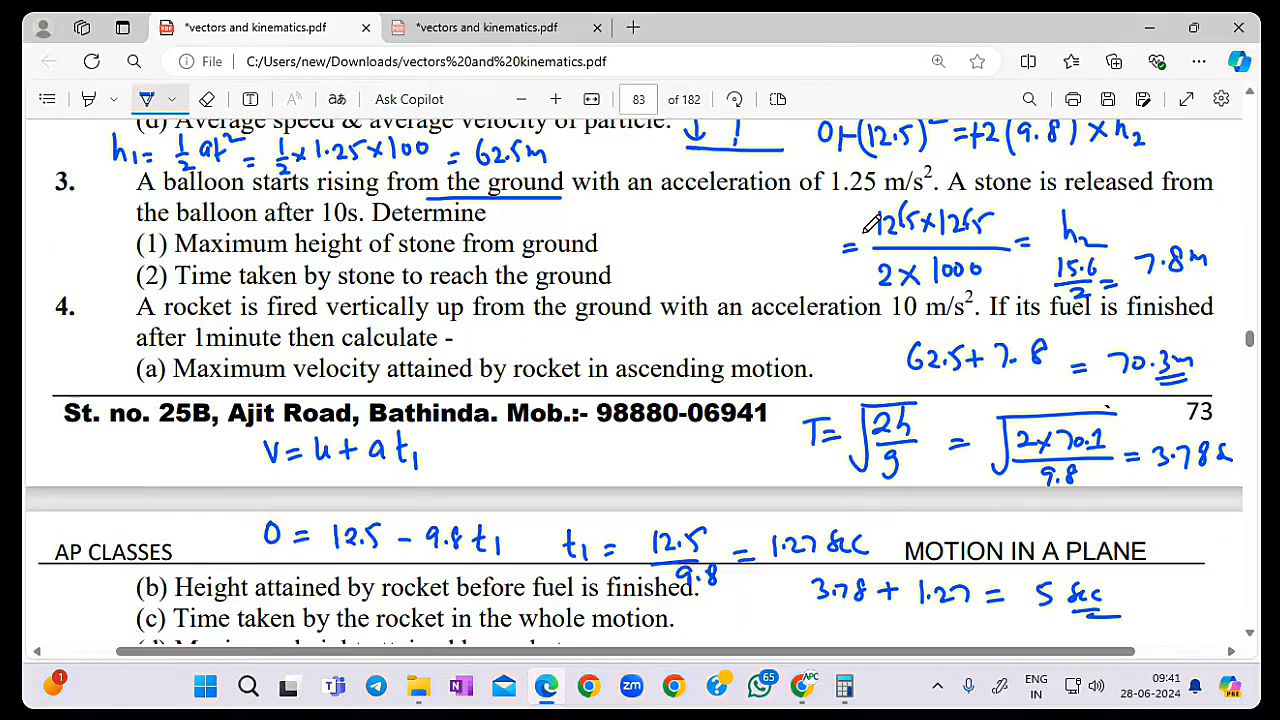 *vectors and kinematics.pdf
*vectors and kinematics.pdf
File
C:/Users/new/Downloads/vectors%20and%20kinematics.pdf
Ask Copilot
83 of 182
(d) Average speed & average velocity of particle.
0-(12.5)² = +2(9.8) × h₂
h₁ = 1/2 at² = 1/2 × 1.25 × 100 = 62.5m
3. A balloon starts rising from the ground with an acceleration of 1.25 m/s². A stone is released from
the balloon after 10s. Determine
(1) Maximum height of stone from ground
(2) Time taken by stone to reach the ground
= 125 × 125 / 2 × 1000 = h₂
15.6/2 = 7.8m
4. A rocket is fired vertically up from the ground with an acceleration 10 m/s². If its fuel is finished
after 1minute then calculate -
(a) Maximum velocity attained by rocket in ascending motion.
62.5 + 7.8 = 70.3m
St. no. 25B, Ajit Road, Bathinda. Mob.:- 98880-06941
73
v = u + at₁
T = √(2h/g) = √(2×70.1/9.8) = 3.78s
0 = 12.5 - 9.8 t₁
t₁ = 12.5/9.8 = 1.27 sec
AP CLASSES
MOTION IN A PLANE
(b) Height attained by rocket before fuel is finished.
3.78 + 1.27 = 5 sec
(c) Time taken by the rocket in the whole motion.
1
65
ENG
IN
09:41
28-06-2024